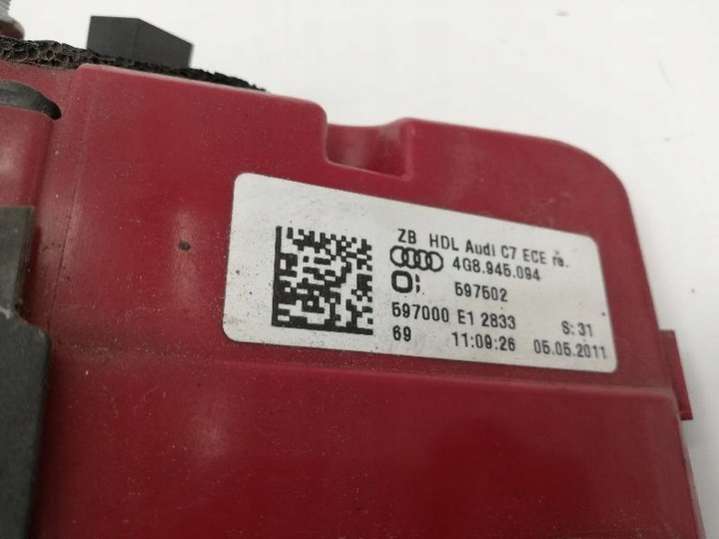 ZB HDL Audi C7 ECE re.
4G8.945.094
597502
597000 E1 2833 S:31
69 11:09:26 05.05.2011